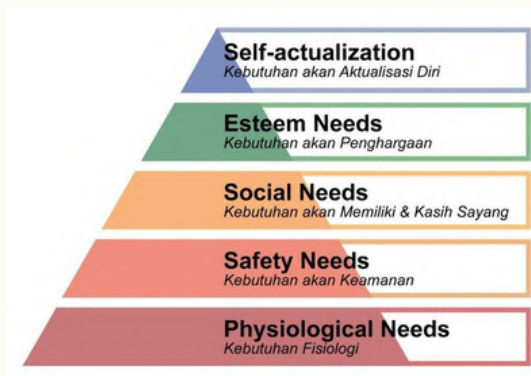 Self-actualization
Kebutuhan akan Aktualisasi Diri
Esteem Needs
Kebutuhan akan Penghargaan
Social Needs
Kebutuhan akan Memiliki & Kasih Sayang
Safety Needs
Kebutuhan akan Keamanan
Physiological Needs
Kebutuhan Fisiologi